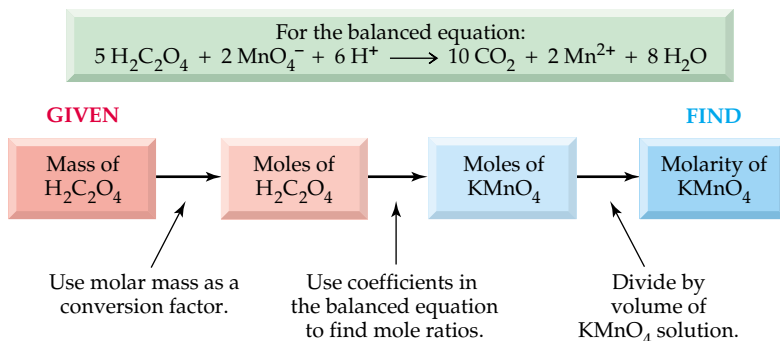 For the balanced equation:
5 H₂C₂O₄ + 2 MnO₄⁻ + 6 H⁺ ⟶ 10 CO₂ + 2 Mn²⁺ + 8 H₂O
GIVEN
FIND
Mass of
H₂C₂O₄
Moles of
H₂C₂O₄
Moles of
KMnO₄
Molarity of
KMnO₄
Use molar mass as a
conversion factor.
Use coefficients in
the balanced equation
to find mole ratios.
Divide by
volume of
KMnO₄ solution.